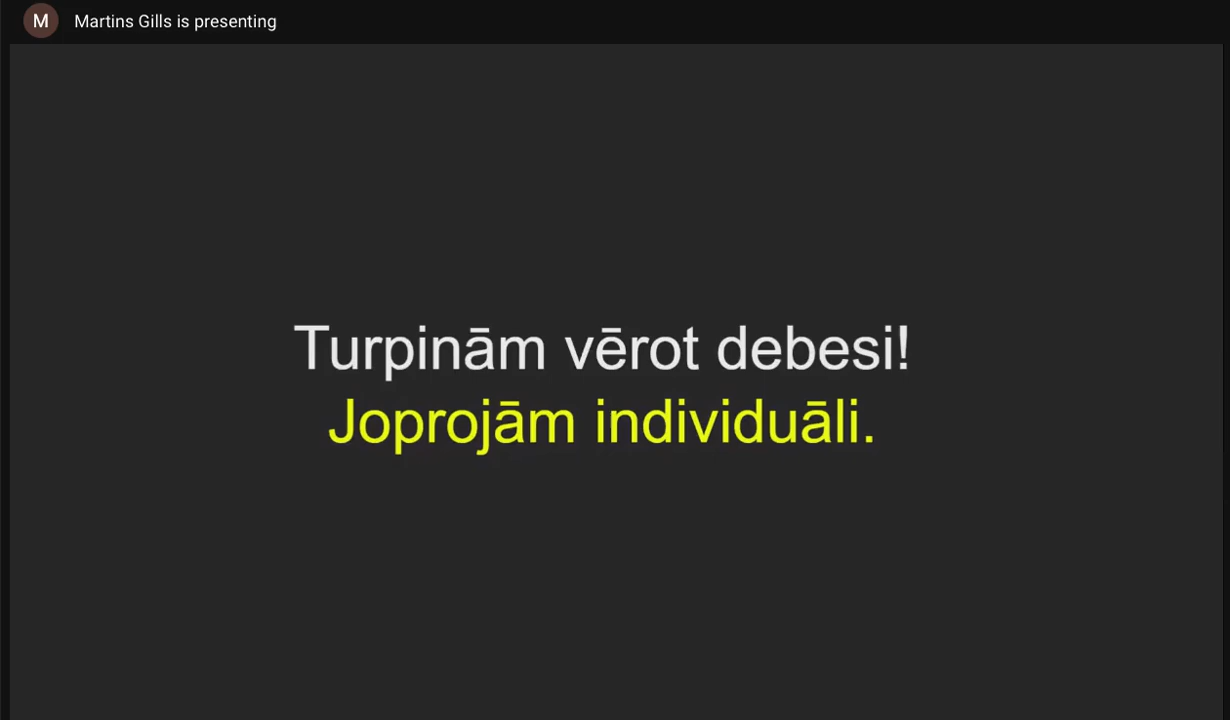 M
Martins Gills is presenting
Turpinām vērot debesi!
Joprojām individuāli.